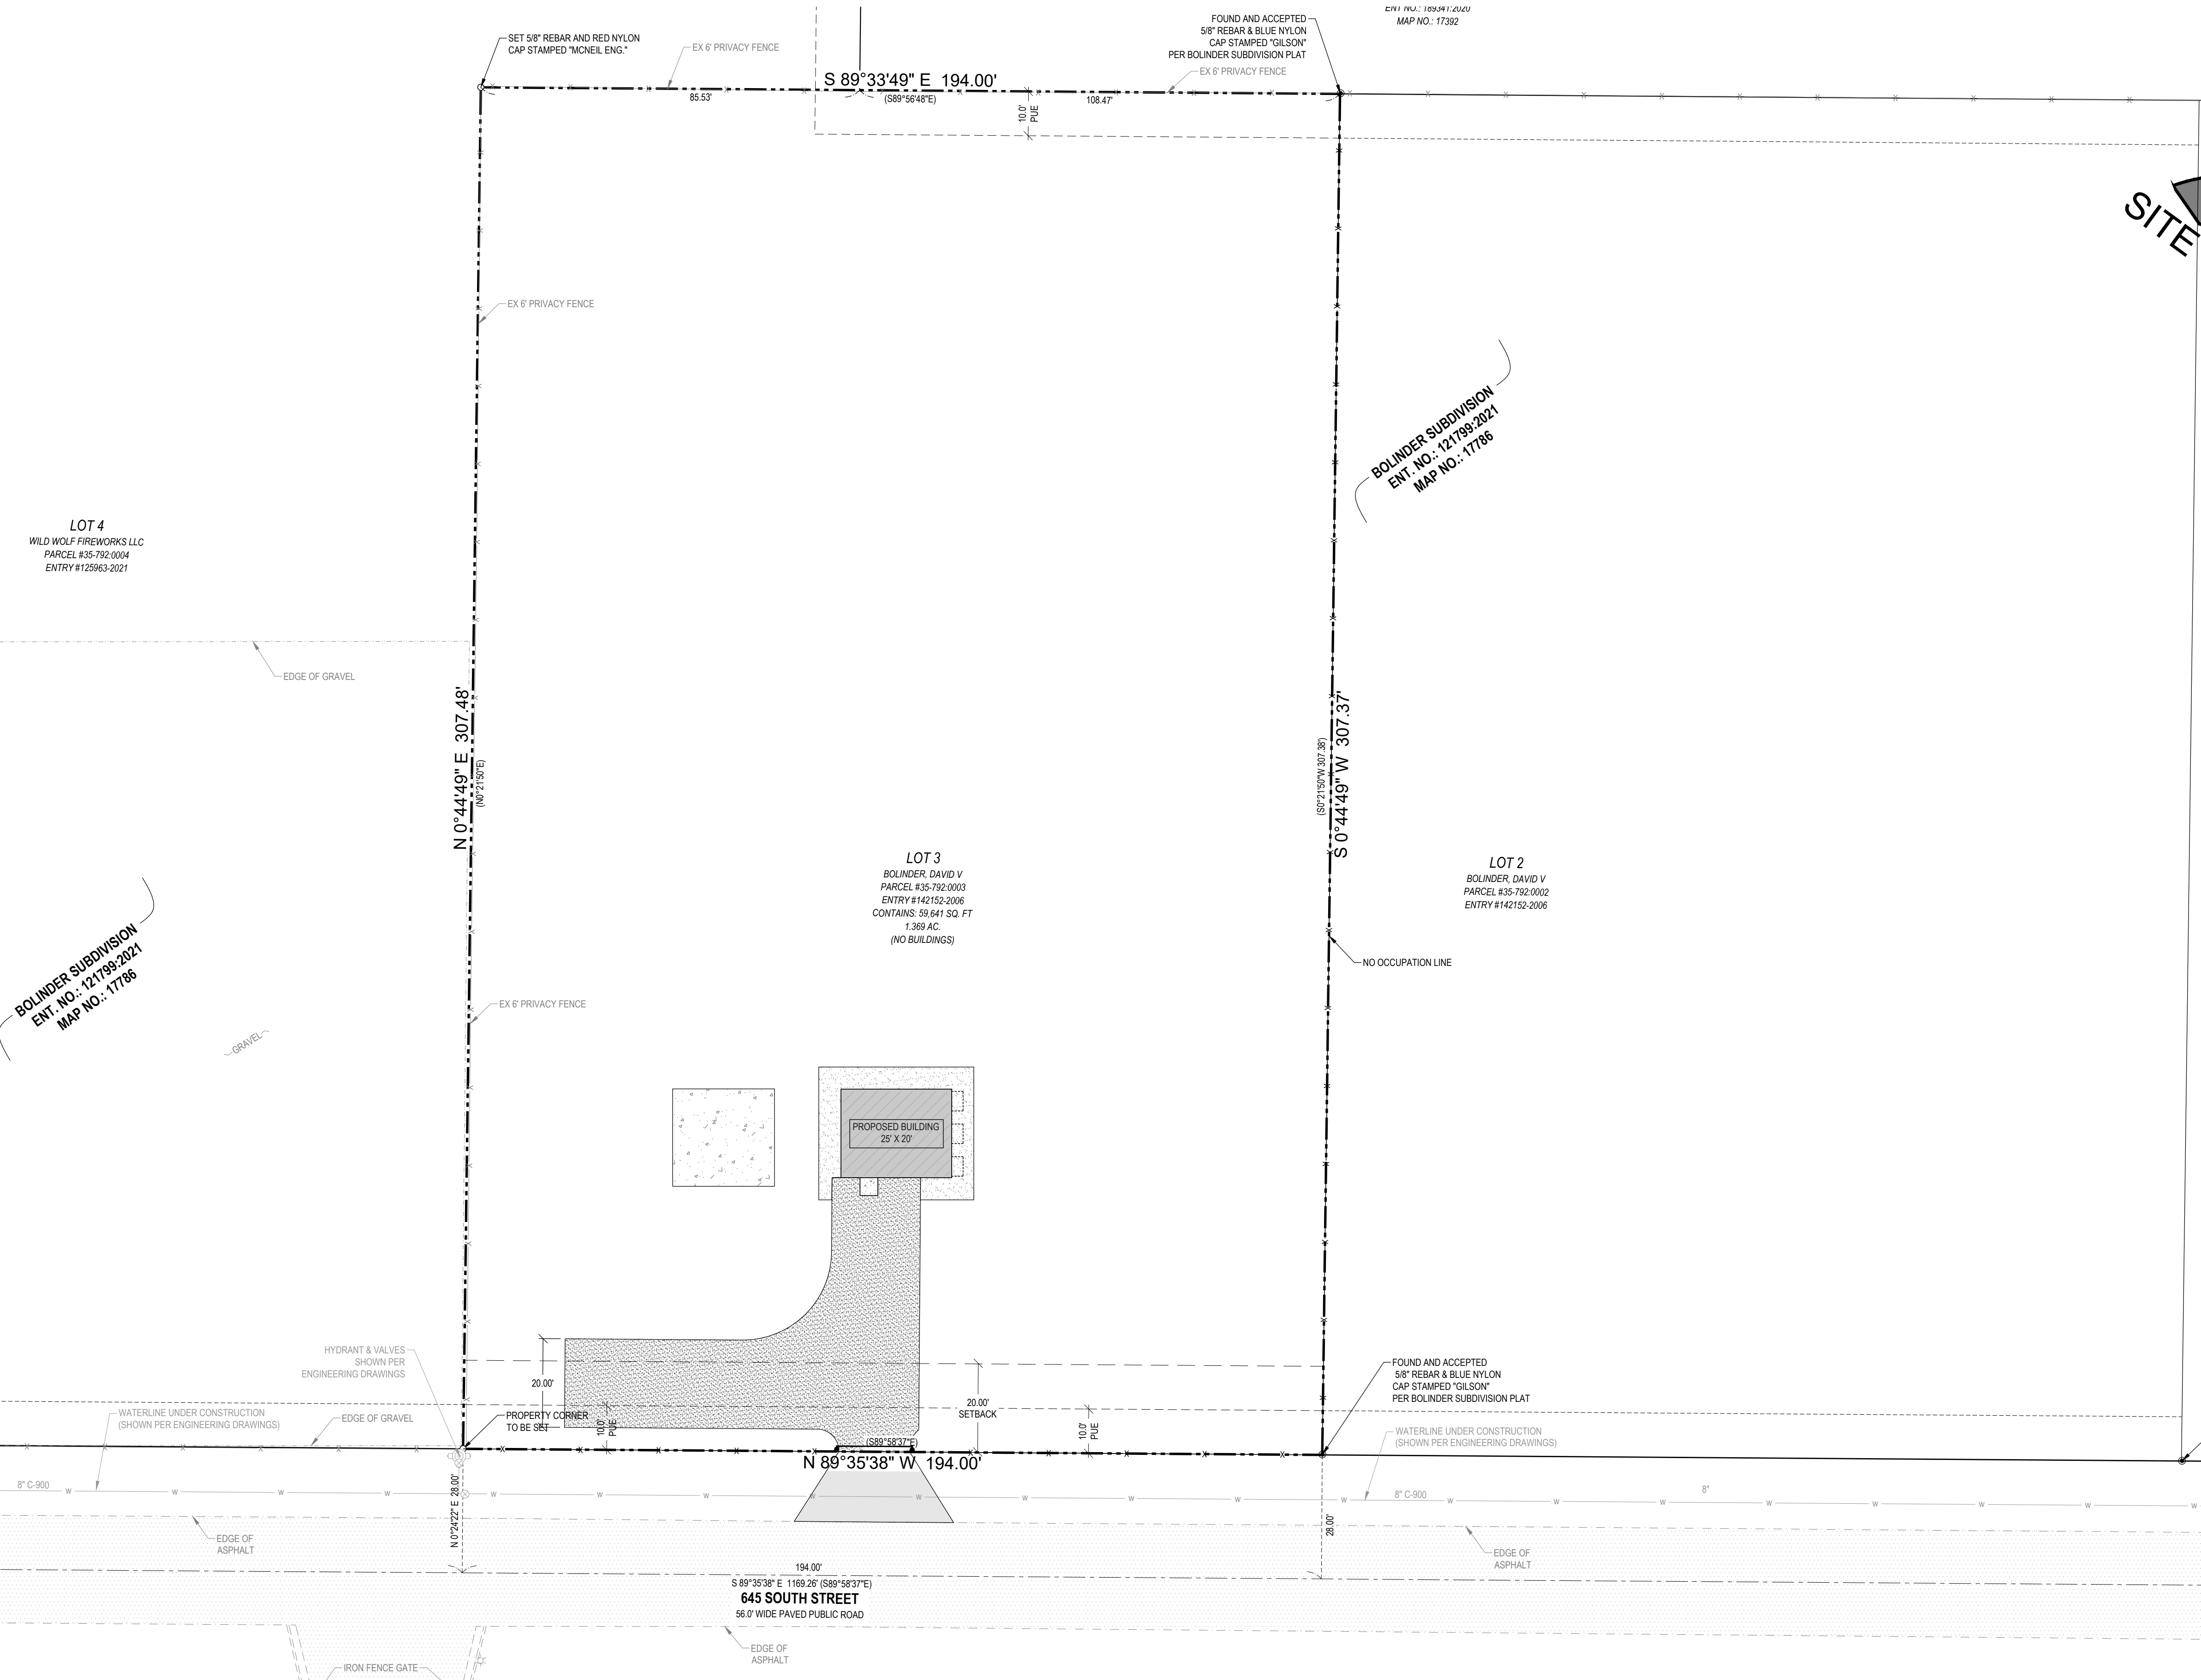 ENT NO.: 189341:2020
MAP NO.: 17392
SET 5/8" REBAR AND RED NYLON
CAP STAMPED "MCNEIL ENG."
EX 6' PRIVACY FENCE
FOUND AND ACCEPTED
5/8" REBAR & BLUE NYLON
CAP STAMPED "GILSON"
PER BOLINDER SUBDIVISION PLAT
EX 6' PRIVACY FENCE
S 89°33'49" E 194.00'
(S89°56'48"E)
85.53'
108.47'
10.0'
PUE
SITE
EX 6' PRIVACY FENCE
BOLINDER SUBDIVISION
ENT. NO.: 121799:2021
MAP NO.: 17786
LOT 4
WILD WOLF FIREWORKS LLC
PARCEL #35-792:0004
ENTRY #125963-2021
EDGE OF GRAVEL
N 0°44'49" E 307.48'
(N0°21'50"E)
(S0°21'50"W 307.38')
S 0°44'49" W 307.37'
LOT 3
BOLINDER, DAVID V
PARCEL #35-792:0003
ENTRY #142152-2006
CONTAINS: 59,641 SQ. FT
1.369 AC.
(NO BUILDINGS)
LOT 2
BOLINDER, DAVID V
PARCEL #35-792:0002
ENTRY #142152-2006
NO OCCUPATION LINE
BOLINDER SUBDIVISION
ENT. NO.: 121799:2021
MAP NO.: 17786
EX 6' PRIVACY FENCE
GRAVEL
PROPOSED BUILDING
25' X 20'
HYDRANT & VALVES
SHOWN PER
ENGINEERING DRAWINGS
20.00'
20.00'
SETBACK
FOUND AND ACCEPTED
5/8" REBAR & BLUE NYLON
CAP STAMPED "GILSON"
PER BOLINDER SUBDIVISION PLAT
WATERLINE UNDER CONSTRUCTION
(SHOWN PER ENGINEERING DRAWINGS)
EDGE OF GRAVEL
PROPERTY CORNER
TO BE SET
10.0'
PUE
10.0'
PUE
WATERLINE UNDER CONSTRUCTION
(SHOWN PER ENGINEERING DRAWINGS)
(S89°58'37"E)
N 89°35'38" W 194.00'
8" C-900
W W W W W W W W W W W W
8" C-900
W W W
8"
W W W W W
N 0°24'22" E 28.00'
28.00'
EDGE OF
ASPHALT
EDGE OF
ASPHALT
194.00'
S 89°35'38" E 1169.26' (S89°58'37"E)
645 SOUTH STREET
56.0' WIDE PAVED PUBLIC ROAD
EDGE OF
ASPHALT
IRON FENCE GATE